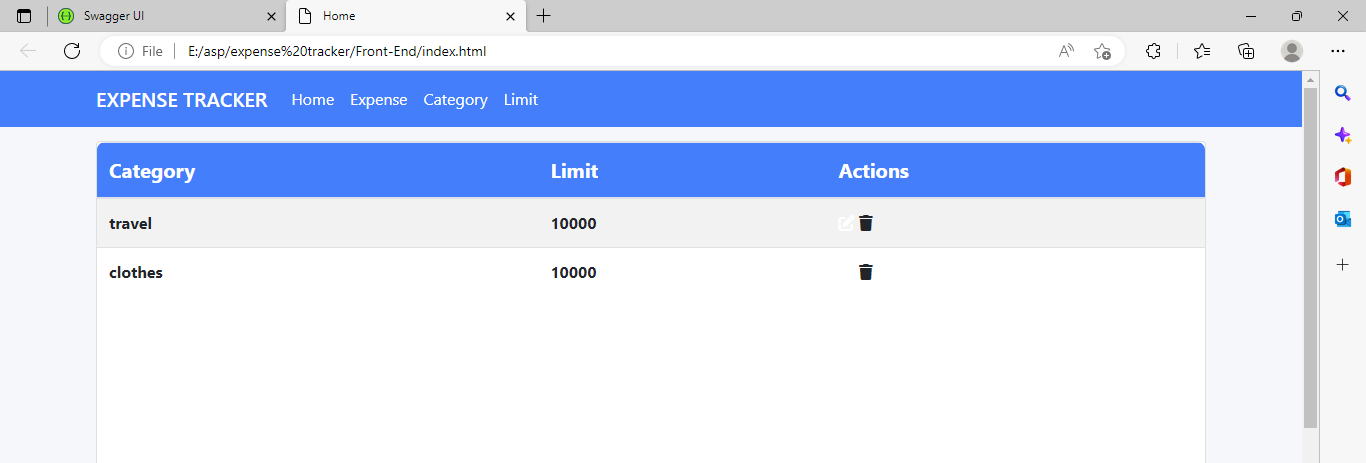 Swagger UI
Home
File
E:/asp/expense%20tracker/Front-End/index.html
EXPENSE TRACKER Home Expense Category Limit
Category Limit Actions
travel 10000
clothes 10000